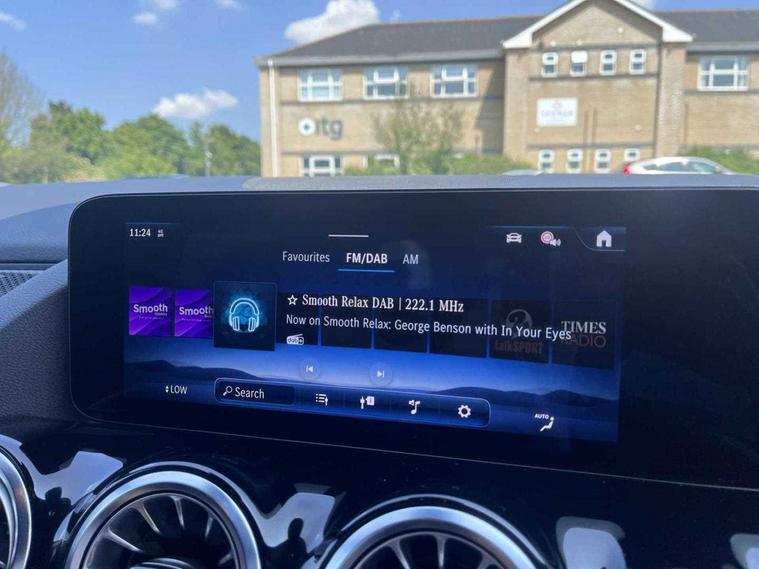 itg
11:24
Favourites FM/DAB AM
Smooth
Smooth
Smooth Relax DAB | 222.1 MHz
Now on Smooth Relax: George Benson with In Your Eyes
dab
talkSPORT
TIMES
RADIO
LOW
Search
AUTO